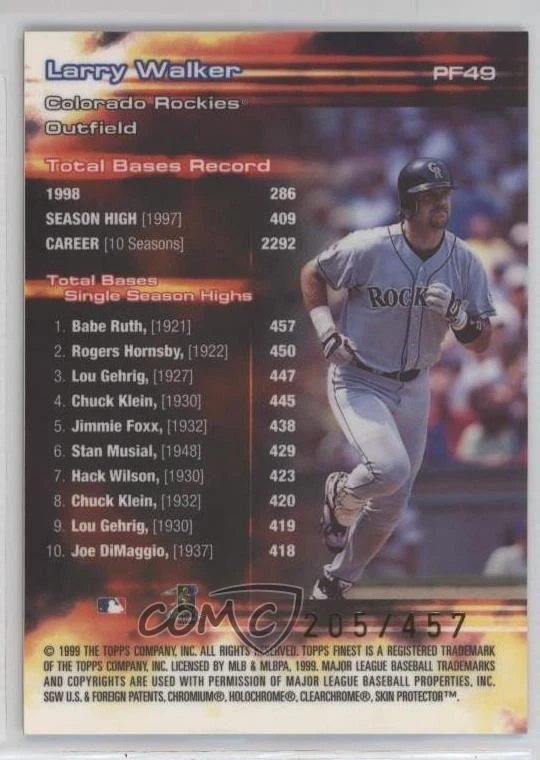 Larry Walker PF49
Colorado Rockies®
Outfield
Total Bases Record
1998 286
SEASON HIGH [1997] 409
CAREER [10 Seasons] 2292
Total Bases
Single Season Highs
1. Babe Ruth, [1921] 457
2. Rogers Hornsby, [1922] 450
3. Lou Gehrig, [1927] 447
4. Chuck Klein, [1930] 445
5. Jimmie Foxx, [1932] 438
6. Stan Musial, [1948] 429
7. Hack Wilson, [1930] 423
8. Chuck Klein, [1932] 420
9. Lou Gehrig, [1930] 419
10. Joe DiMaggio, [1937] 418
CR
ROCK
COMC
205/457
© 1999 THE TOPPS COMPANY, INC. ALL RIGHTS RESERVED. TOPPS FINEST IS A REGISTERED TRADEMARK
OF THE TOPPS COMPANY, INC. LICENSED BY MLB & MLBPA, 1999. MAJOR LEAGUE BASEBALL TRADEMARKS
AND COPYRIGHTS ARE USED WITH PERMISSION OF MAJOR LEAGUE BASEBALL PROPERTIES, INC.
SGW U.S. & FOREIGN PATENTS, CHROMIUM®, HOLOCHROME®, CLEARCHROME®, SKIN PROTECTOR™.